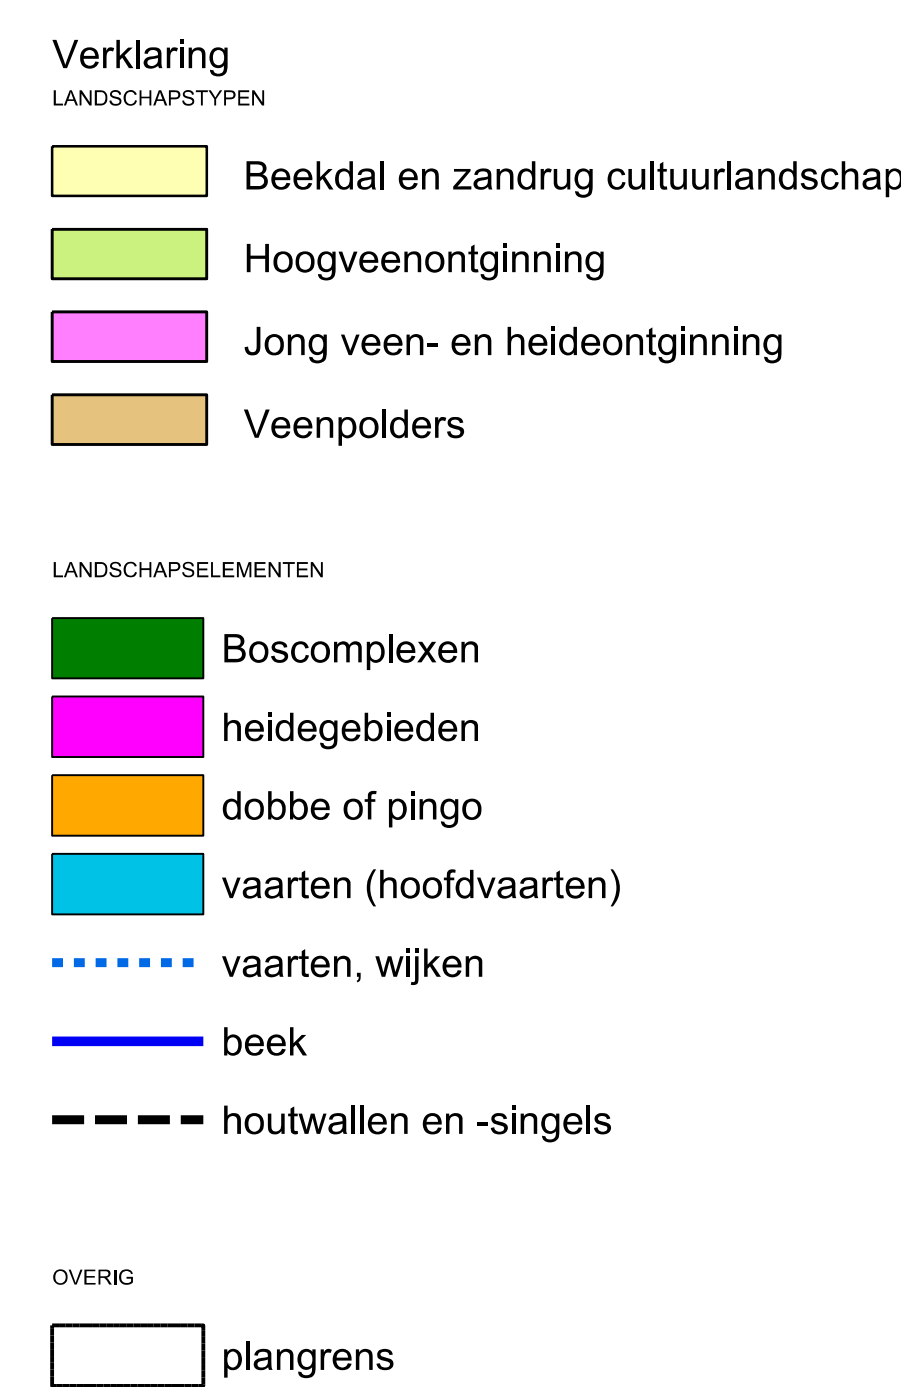 Verklaring
LANDSCHAPSTYPEN
Beekdal en zandrug cultuurlandschap
Hoogveenontginning
Jong veen- en heideontginning
Veenpolders
LANDSCHAPSELEMENTEN
Boscomplexen
heidegebieden
dobbe of pingo
vaarten (hoofdvaarten)
vaarten, wijken
beek
houtwallen en -singels
OVERIG
plangrens